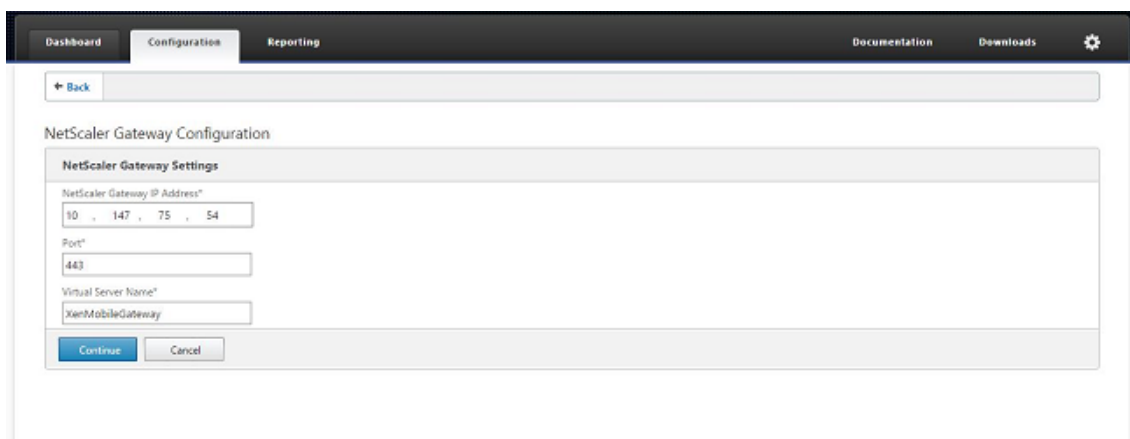 Dashboard Configuration Reporting Documentation Downloads
Back
NetScaler Gateway Configuration
NetScaler Gateway Settings
NetScaler Gateway IP Address*
10 . 147 . 75 . 54
Port*
443
Virtual Server Name*
XenMobileGateway
Continue Cancel